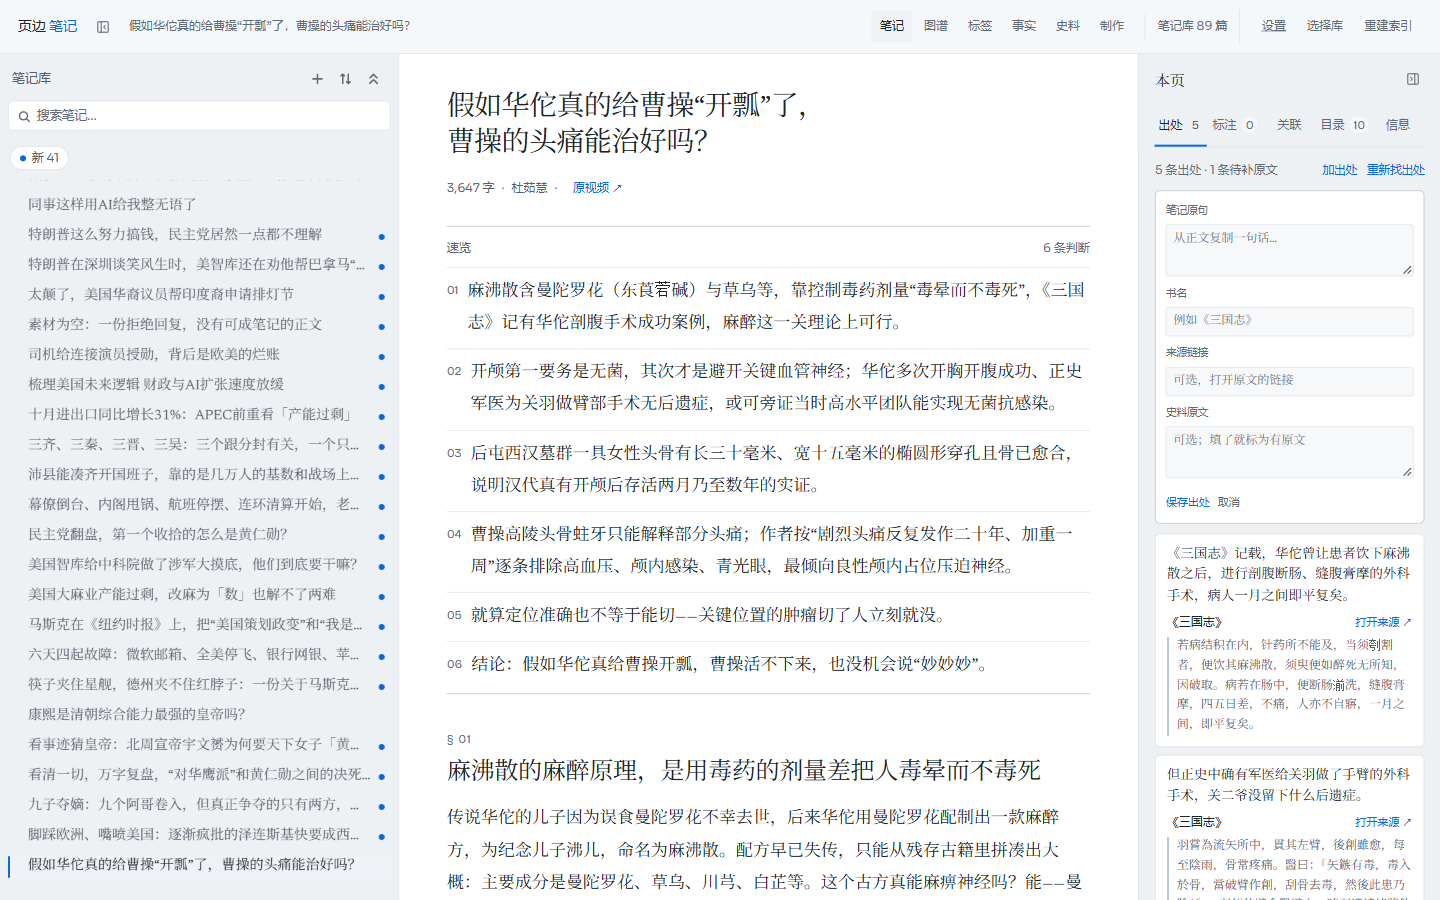 页边 笔记
假如华佗真的给曹操“开瓢”了，曹操的头痛能治好吗？
笔记 图谱 标签 事实 史料 制作 笔记库 89 篇 设置 选择库 重建索引
笔记库
搜索笔记...
新 41
同事这样用AI给我整无语了
特朗普这么努力搞钱，民主党居然一点都不理解
特朗普在深圳谈笑风生时，美智库还在劝他帮巴拿马“...
太颠了，美国华裔议员帮印度裔申请排灯节
素材为空：一份拒绝回复，没有可成笔记的正文
司机给连接演员授勋，背后是欧美的烂账
梳理美国未来逻辑 财政与AI扩张速度放缓
十月进出口同比增长31%：APEC前重看「产能过剩」
三齐、三秦、三晋、三吴：三个跟分封有关，一个只...
沛县能凑齐开国班子，靠的是几万人的基数和战场上...
幕僚倒台、内阁甩锅、航班停摆、连环清算开始，老...
民主党翻盘，第一个收拾的怎么是黄仁勋？
美国智库给中科院做了涉军大摸底，他们到底要干嘛？
美国大麻业产能过剩，改麻为「数」也解不了两难
马斯克在《纽约时报》上，把“美国策划政变”和“我是...
六天四起故障：微软邮箱、全美停飞、银行网银、苹...
筷子夹住星舰，德州夹不住红脖子：一份关于马斯克...
康熙是清朝综合能力最强的皇帝吗？
看事迹猜皇帝：北周宣帝宇文赟为何要天下女子「黄...
看清一切，万字复盘，“对华鹰派”和黄仁勋之间的决死...
九子夺嫡：九个阿哥卷入，但真正争夺的只有两方，...
脚踩欧洲、嘴喷美国：逐渐疯批的泽连斯基快要成西...
假如华佗真的给曹操“开瓢”了，曹操的头痛能治好吗？
假如华佗真的给曹操“开瓢”了，
曹操的头痛能治好吗？
3,647 字 · 杜茹慧 · 原视频 ↗
速览 6 条判断
01 麻沸散含曼陀罗花（东莨菪碱）与草乌等，靠控制毒药剂量“毒晕而不毒死”，《三国
志》记有华佗剖腹手术成功案例，麻醉这一关理论上可行。
02 开颅第一要务是无菌，其次才是避开关键血管神经；华佗多次开胸开腹成功、正史
军医为关羽做臂部手术无后遗症，或可旁证当时高水平团队能实现无菌抗感染。
03 后屯西汉墓群一具女性头骨有长三十毫米、宽十五毫米的椭圆形穿孔且骨已愈合，
说明汉代真有开颅后存活两月乃至数年的实证。
04 曹操高陵头骨蛀牙只能解释部分头痛；作者按“剧烈头痛反复发作二十年、加重一
周”逐条排除高血压、颅内感染、青光眼，最倾向良性颅内占位压迫神经。
05 就算定位准确也不等于能切——关键位置的肿瘤切了人立刻就没。
06 结论：假如华佗真给曹操开瓢，曹操活不下来，也没机会说“妙妙妙”。
§ 01
麻沸散的麻醉原理，是用毒药的剂量差把人毒晕而不毒死
传说华佗的儿子因为误食曼陀罗花不幸去世，后来华佗用曼陀罗花配制出一款麻醉
方，为纪念儿子沸儿，命名为麻沸散。配方早已失传，只能从残存古籍里拼凑出大
概：主要成分是曼陀罗花、草乌、川芎、白芷等。这个古方真能麻痹神经吗？能——曼
本页
出处 5 标注 0 关联 目录 10 信息
5 条出处 · 1 条待补原文 加出处 重新找出处
笔记原句
从正文复制一句话...
书名
例如《三国志》
来源链接
可选，打开原文的链接
史料原文
可选；填了就标为有原文
保存出处 取消
《三国志》记载，华佗曾让患者饮下麻沸
散之后，进行剖腹断肠、缝腹膏摩的外科
手术，病人一月之间即平复矣。
《三国志》 打开来源 ↗
若病结积在内，针药所不能及，当须刳割
者，便饮其麻沸散，须臾便如醉死无所知，
因破取。病若在肠中，便断肠湔洗，缝腹膏
摩，四五日差，不痛，人亦不自寤，一月之
间，即平复矣。
但正史中确有军医给关羽做了手臂的外科
手术，关二爷没留下什么后遗症。
《三国志》 打开来源 ↗
羽嘗為流矢所中，貫其左臂，後創雖愈，每
至陰雨，骨常疼痛。醫曰：「矢鏃有毒，毒入
於骨，當破臂作創，刮骨去毒，然後此患乃